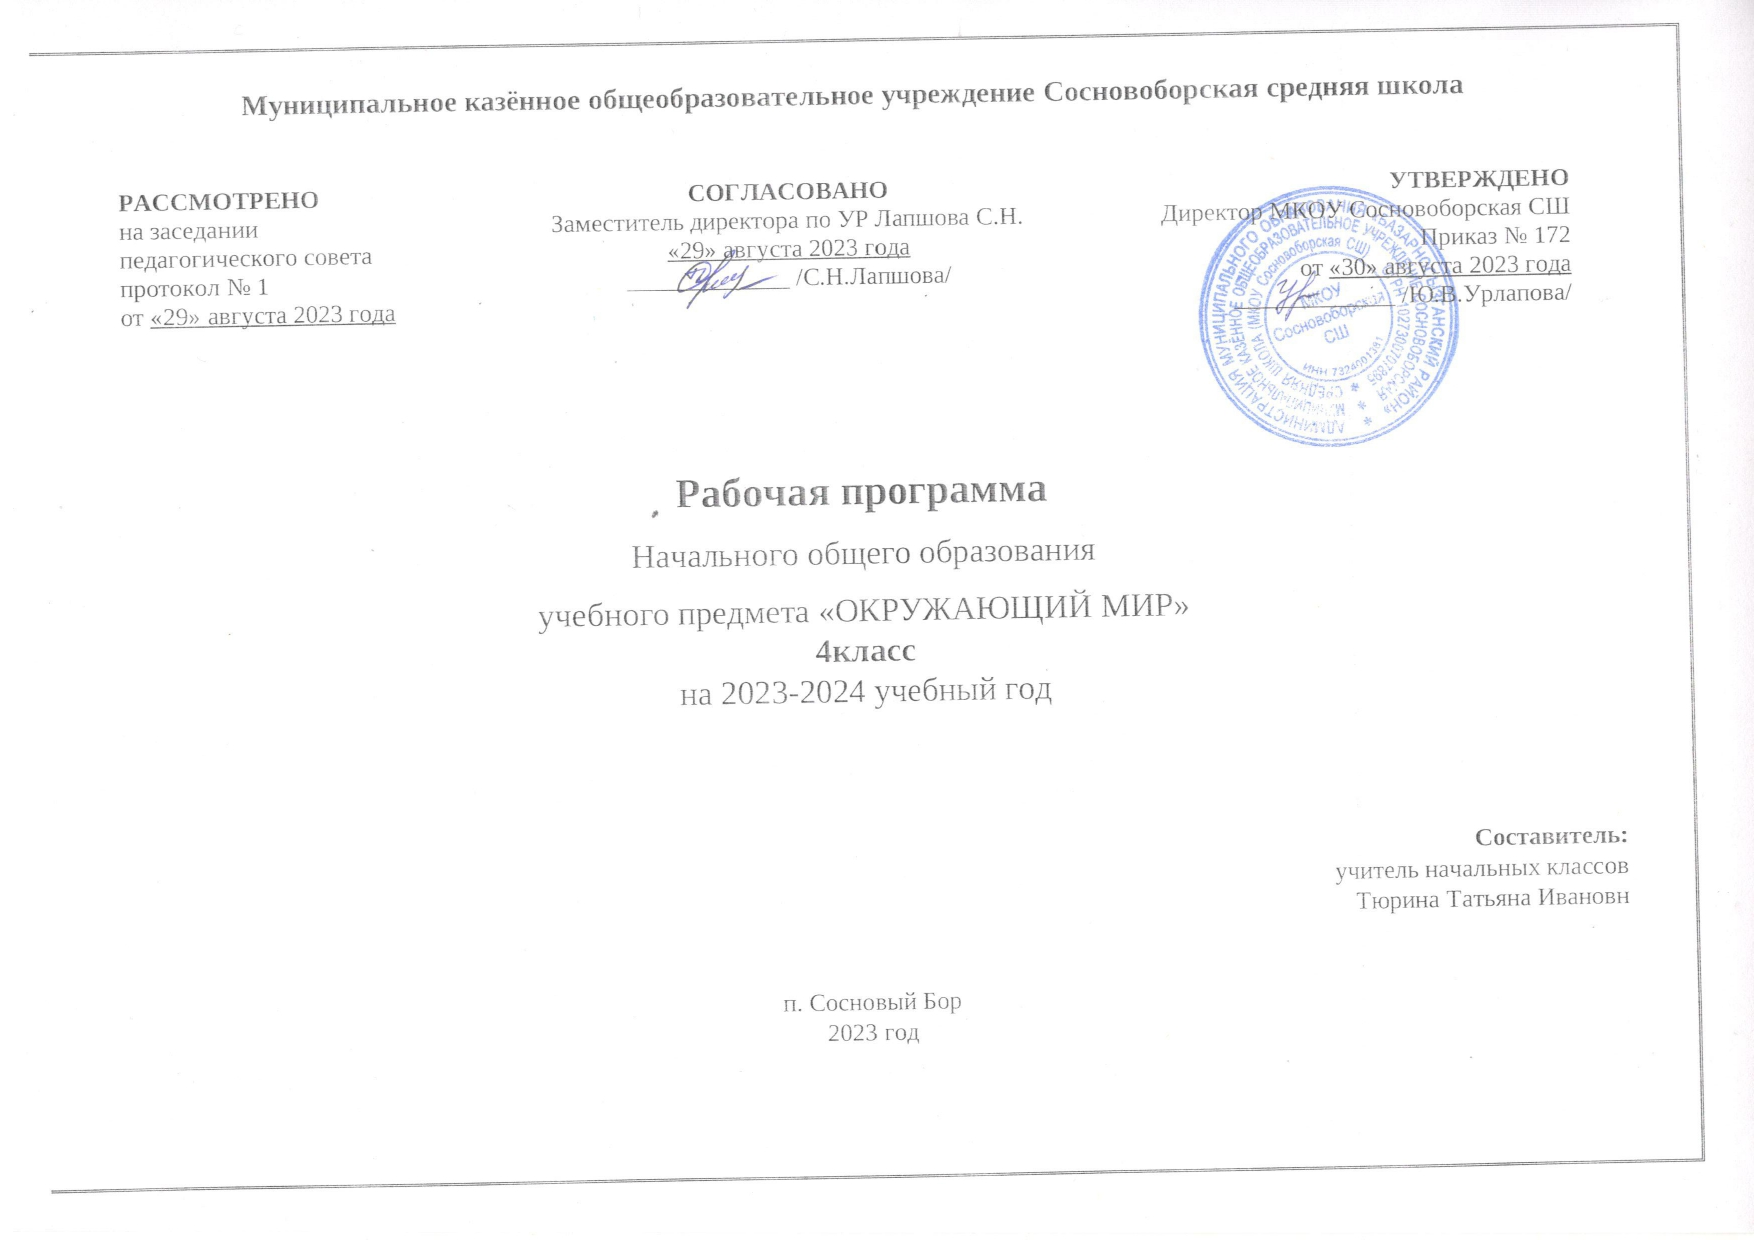 Муниципальное казённое общеобразовательное учреждение Сосновоборская средняя школа
РАССМОТРЕНО
на заседании
педагогического совета
протокол № 1
от «29» августа 2023 года
СОГЛАСОВАНО
Заместитель директора по УР Лапшова С.Н.
«29» августа 2023 года
/С.Н.Лапшова/
УТВЕРЖДЕНО
Директор МКОУ Сосновоборская СШ
Приказ № 172
от «30» августа 2023 года
/Ю.В.Урлапова/
МКОУ
Сосновоборская
СШ
Рабочая программа
Начального общего образования
учебного предмета «ОКРУЖАЮЩИЙ МИР»
4класс
на 2023-2024 учебный год
Составитель:
учитель начальных классов
Тюрина Татьяна Ивановн
п. Сосновый Бор
2023 год